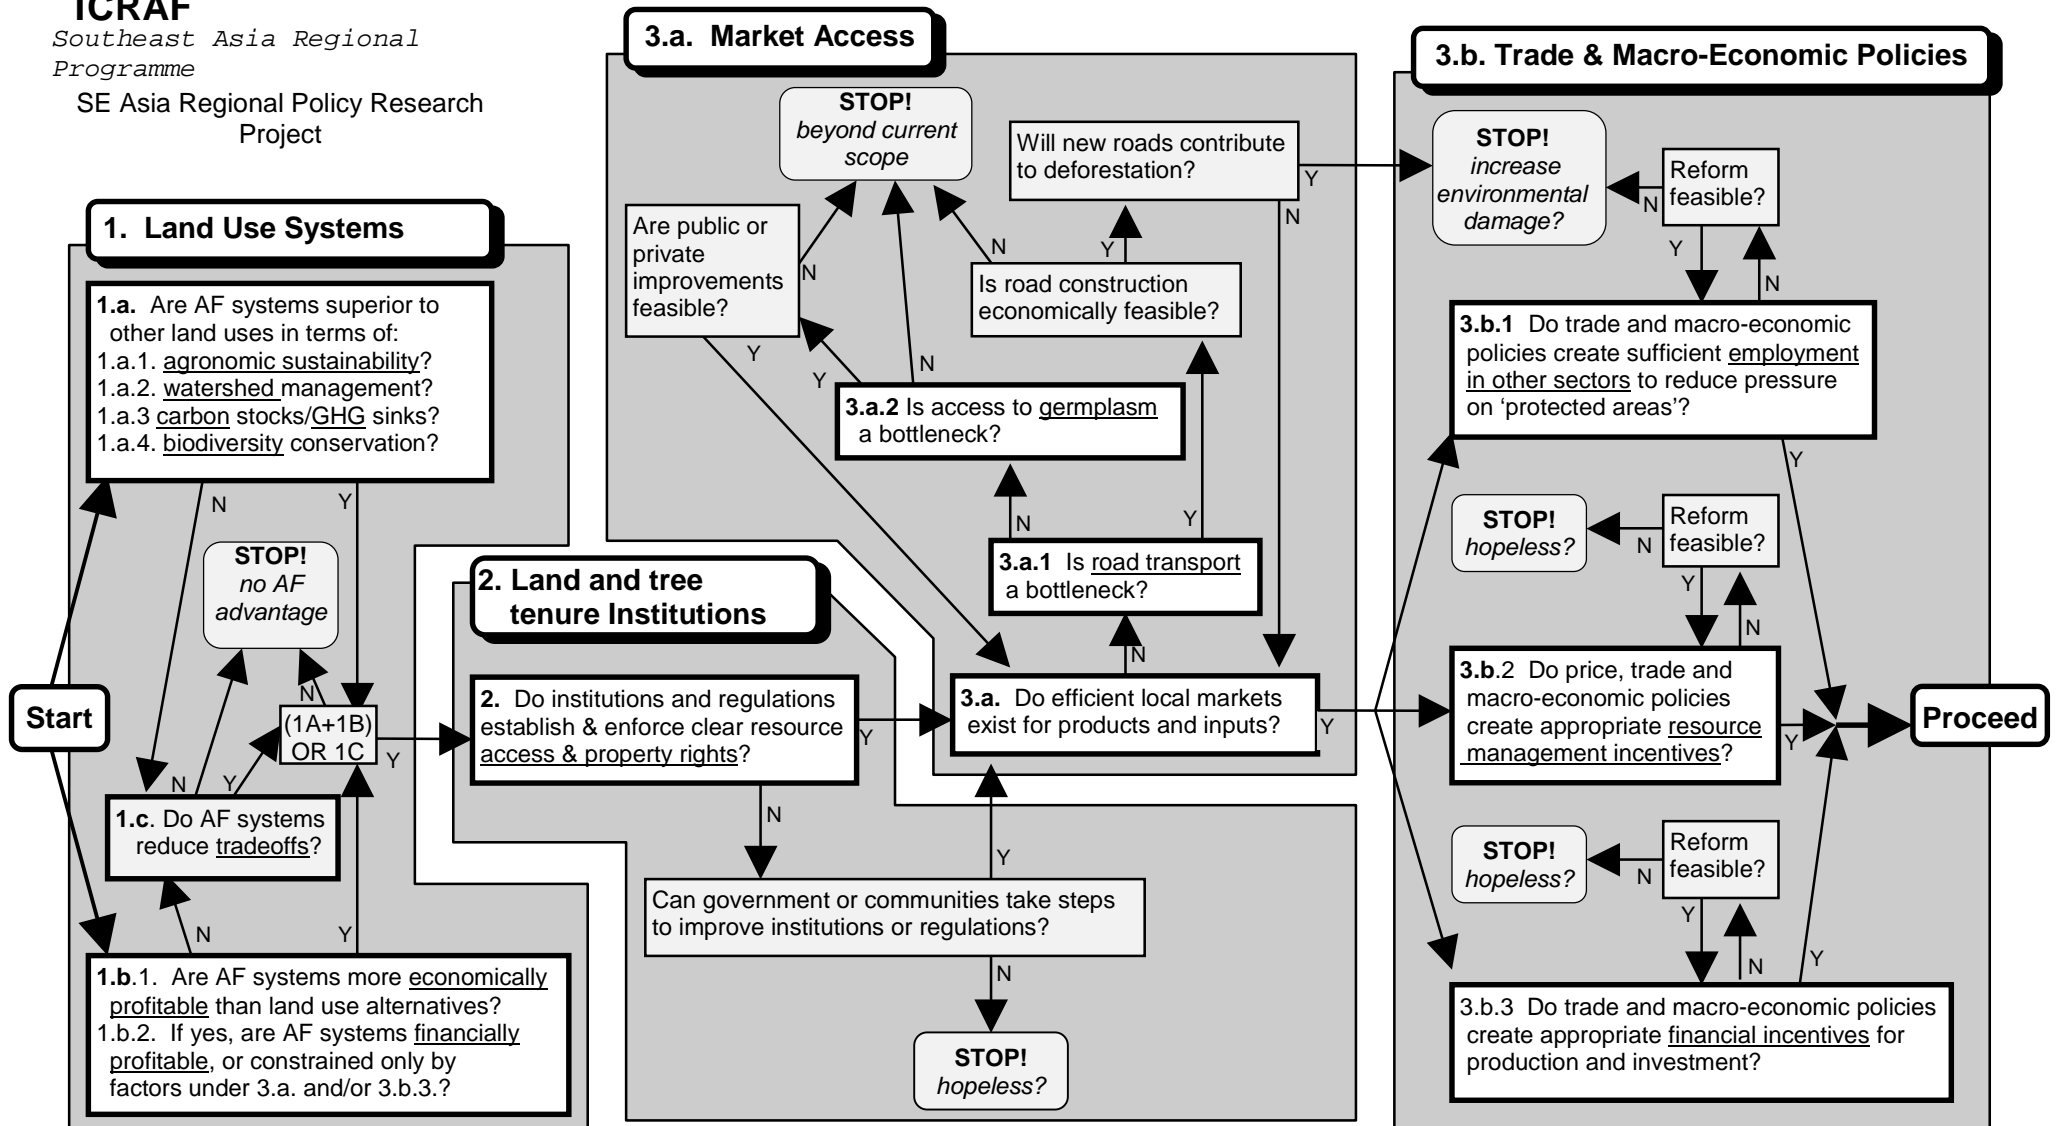 ICRAF
Southeast Asia Regional
Programme
SE Asia Regional Policy Research
Project
1. Land Use Systems
1.a. Are AF systems superior to
other land uses in terms of:
1.a.1. agronomic sustainability?
1.a.2. watershed management?
1.a.3 carbon stocks/GHG sinks?
1.a.4. biodiversity conservation?
N
Y
STOP!
no AF
advantage
Start
N
(1A+1B)
OR 1C
Y
N
Y
1.c. Do AF systems
reduce tradeoffs?
N
Y
1.b.1. Are AF systems more economically
profitable than land use alternatives?
1.b.2. If yes, are AF systems financially
profitable, or constrained only by
factors under 3.a. and/or 3.b.3.?
2. Land and tree
tenure Institutions
2. Do institutions and regulations
establish & enforce clear resource
access & property rights?
Y
N
Can government or communities take steps
to improve institutions or regulations?
Y
N
STOP!
hopeless?
3.a. Market Access
STOP!
beyond current
scope
Will new roads contribute
to deforestation?
Y
N
Are public or
private
improvements
feasible?
N
Y
N
Y
Is road construction
economically feasible?
Y
N
3.a.2 Is access to germplasm
a bottleneck?
N
Y
3.a.1 Is road transport
a bottleneck?
N
3.a. Do efficient local markets
exist for products and inputs?
Y
3.b. Trade & Macro-Economic Policies
STOP!
increase
environmental
damage?
Reform
feasible?
N
Y
N
3.b.1 Do trade and macro-economic
policies create sufficient employment
in other sectors to reduce pressure
on ‘protected areas’?
Y
STOP!
hopeless?
Reform
feasible?
N
Y
N
3.b.2 Do price, trade and
macro-economic policies
create appropriate resource
management incentives?
Y
Proceed
STOP!
hopeless?
Reform
feasible?
N
Y
N
Y
3.b.3 Do trade and macro-economic policies
create appropriate financial incentives for
production and investment?